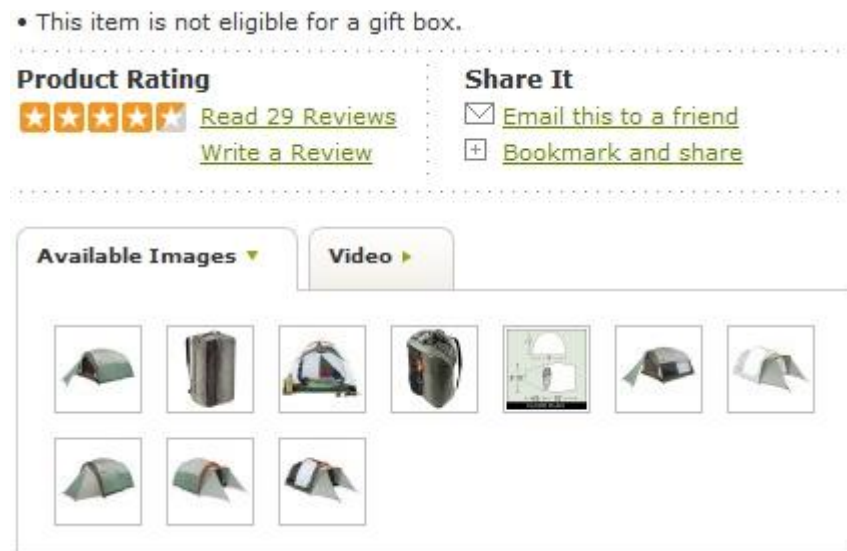 • This item is not eligible for a gift box.
Product Rating
Read 29 Reviews
Write a Review
Share It
Email this to a friend
Bookmark and share
Available Images
Video